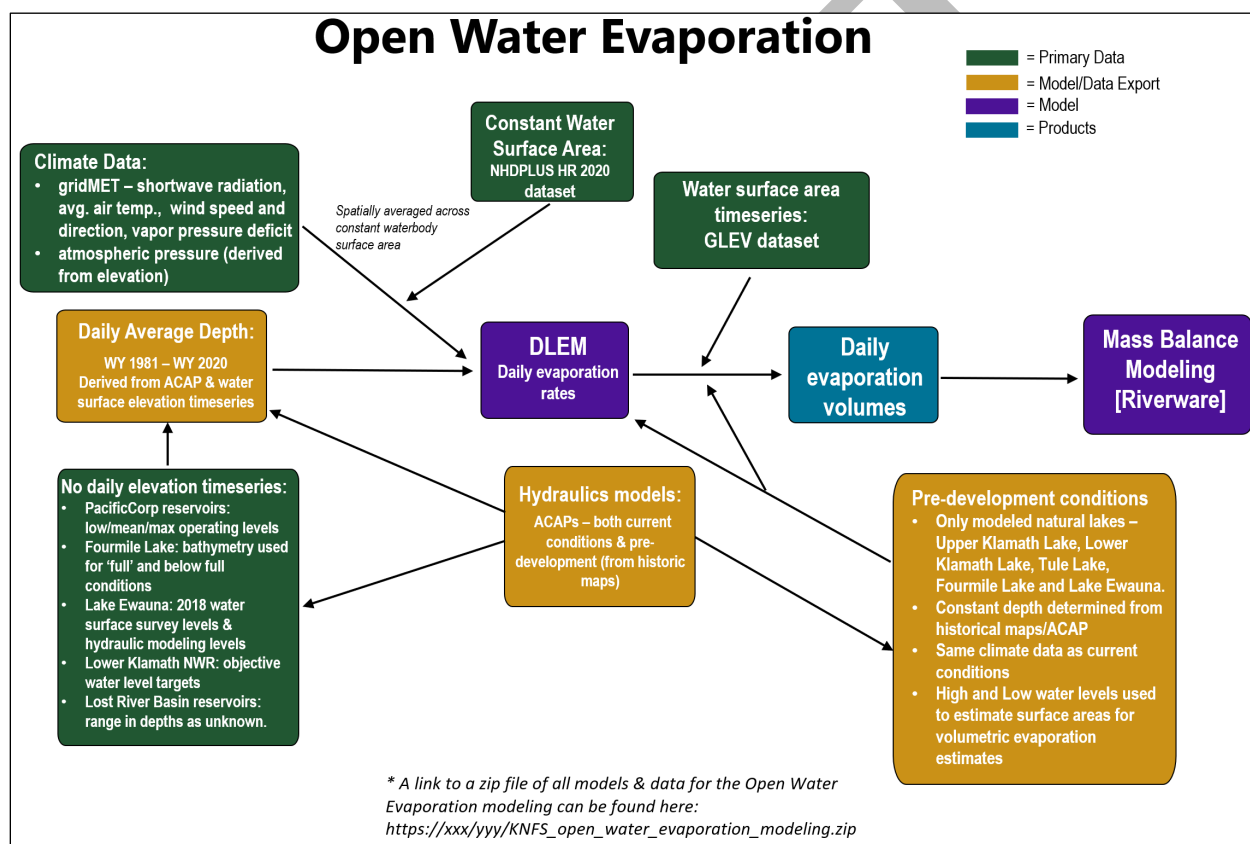 Open Water Evaporation
= Primary Data
= Model/Data Export
= Model
= Products
Constant Water
Surface Area:
NHDPLUS HR 2020
dataset
Climate Data:
• gridMET – shortwave radiation,
avg. air temp., wind speed and
direction, vapor pressure deficit
• atmospheric pressure (derived
from elevation)
Spatially averaged across
constant waterbody
surface area
Water surface area
timeseries:
GLEV dataset
Daily Average Depth:
WY 1981 – WY 2020
Derived from ACAP & water
surface elevation timeseries
DLEM
Daily evaporation
rates
Daily
evaporation
volumes
Mass Balance
Modeling
[Riverware]
No daily elevation timeseries:
• PacificCorp reservoirs:
low/mean/max operating levels
• Fourmile Lake: bathymetry used
for ‘full’ and below full
conditions
• Lake Ewauna: 2018 water
surface survey levels &
hydraulic modeling levels
• Lower Klamath NWR: objective
water level targets
• Lost River Basin reservoirs:
range in depths as unknown.
Hydraulics models:
ACAPs – both current
conditions & pre-
development (from historic
maps)
Pre-development conditions
• Only modeled natural lakes –
Upper Klamath Lake, Lower
Klamath Lake, Tule Lake,
Fourmile Lake and Lake Ewauna.
• Constant depth determined from
historical maps/ACAP
• Same climate data as current
conditions
• High and Low water levels used
to estimate surface areas for
volumetric evaporation
estimates
* A link to a zip file of all models & data for the Open Water
Evaporation modeling can be found here:
https://xxx/yyy/KNFS_open_water_evaporation_modeling.zip